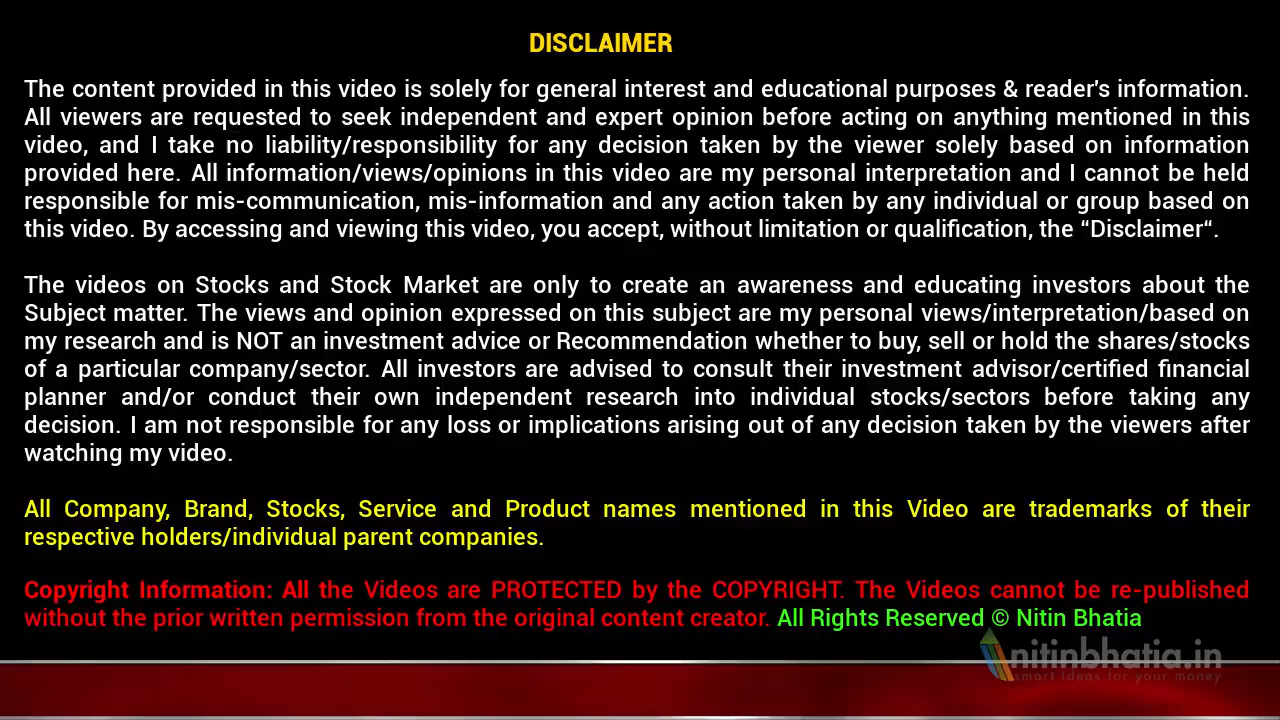 DISCLAIMER
The content provided in this video is solely for general interest and educational purposes & reader's information.
All viewers are requested to seek independent and expert opinion before acting on anything mentioned in this
video, and I take no liability/responsibility for any decision taken by the viewer solely based on information
provided here. All information/views/opinions in this video are my personal interpretation and I cannot be held
responsible for mis-communication, mis-information and any action taken by any individual or group based on
this video. By accessing and viewing this video, you accept, without limitation or qualification, the “Disclaimer“.
The videos on Stocks and Stock Market are only to create an awareness and educating investors about the
Subject matter. The views and opinion expressed on this subject are my personal views/interpretation/based on
my research and is NOT an investment advice or Recommendation whether to buy, sell or hold the shares/stocks
of a particular company/sector. All investors are advised to consult their investment advisor/certified financial
planner and/or conduct their own independent research into individual stocks/sectors before taking any
decision. I am not responsible for any loss or implications arising out of any decision taken by the viewers after
watching my video.
All Company, Brand, Stocks, Service and Product names mentioned in this Video are trademarks of their
respective holders/individual parent companies.
Copyright Information: All the Videos are PROTECTED by the COPYRIGHT. The Videos cannot be re-published
without the prior written permission from the original content creator. All Rights Reserved © Nitin Bhatia
nitinbhatia.in
smart ideas for your money